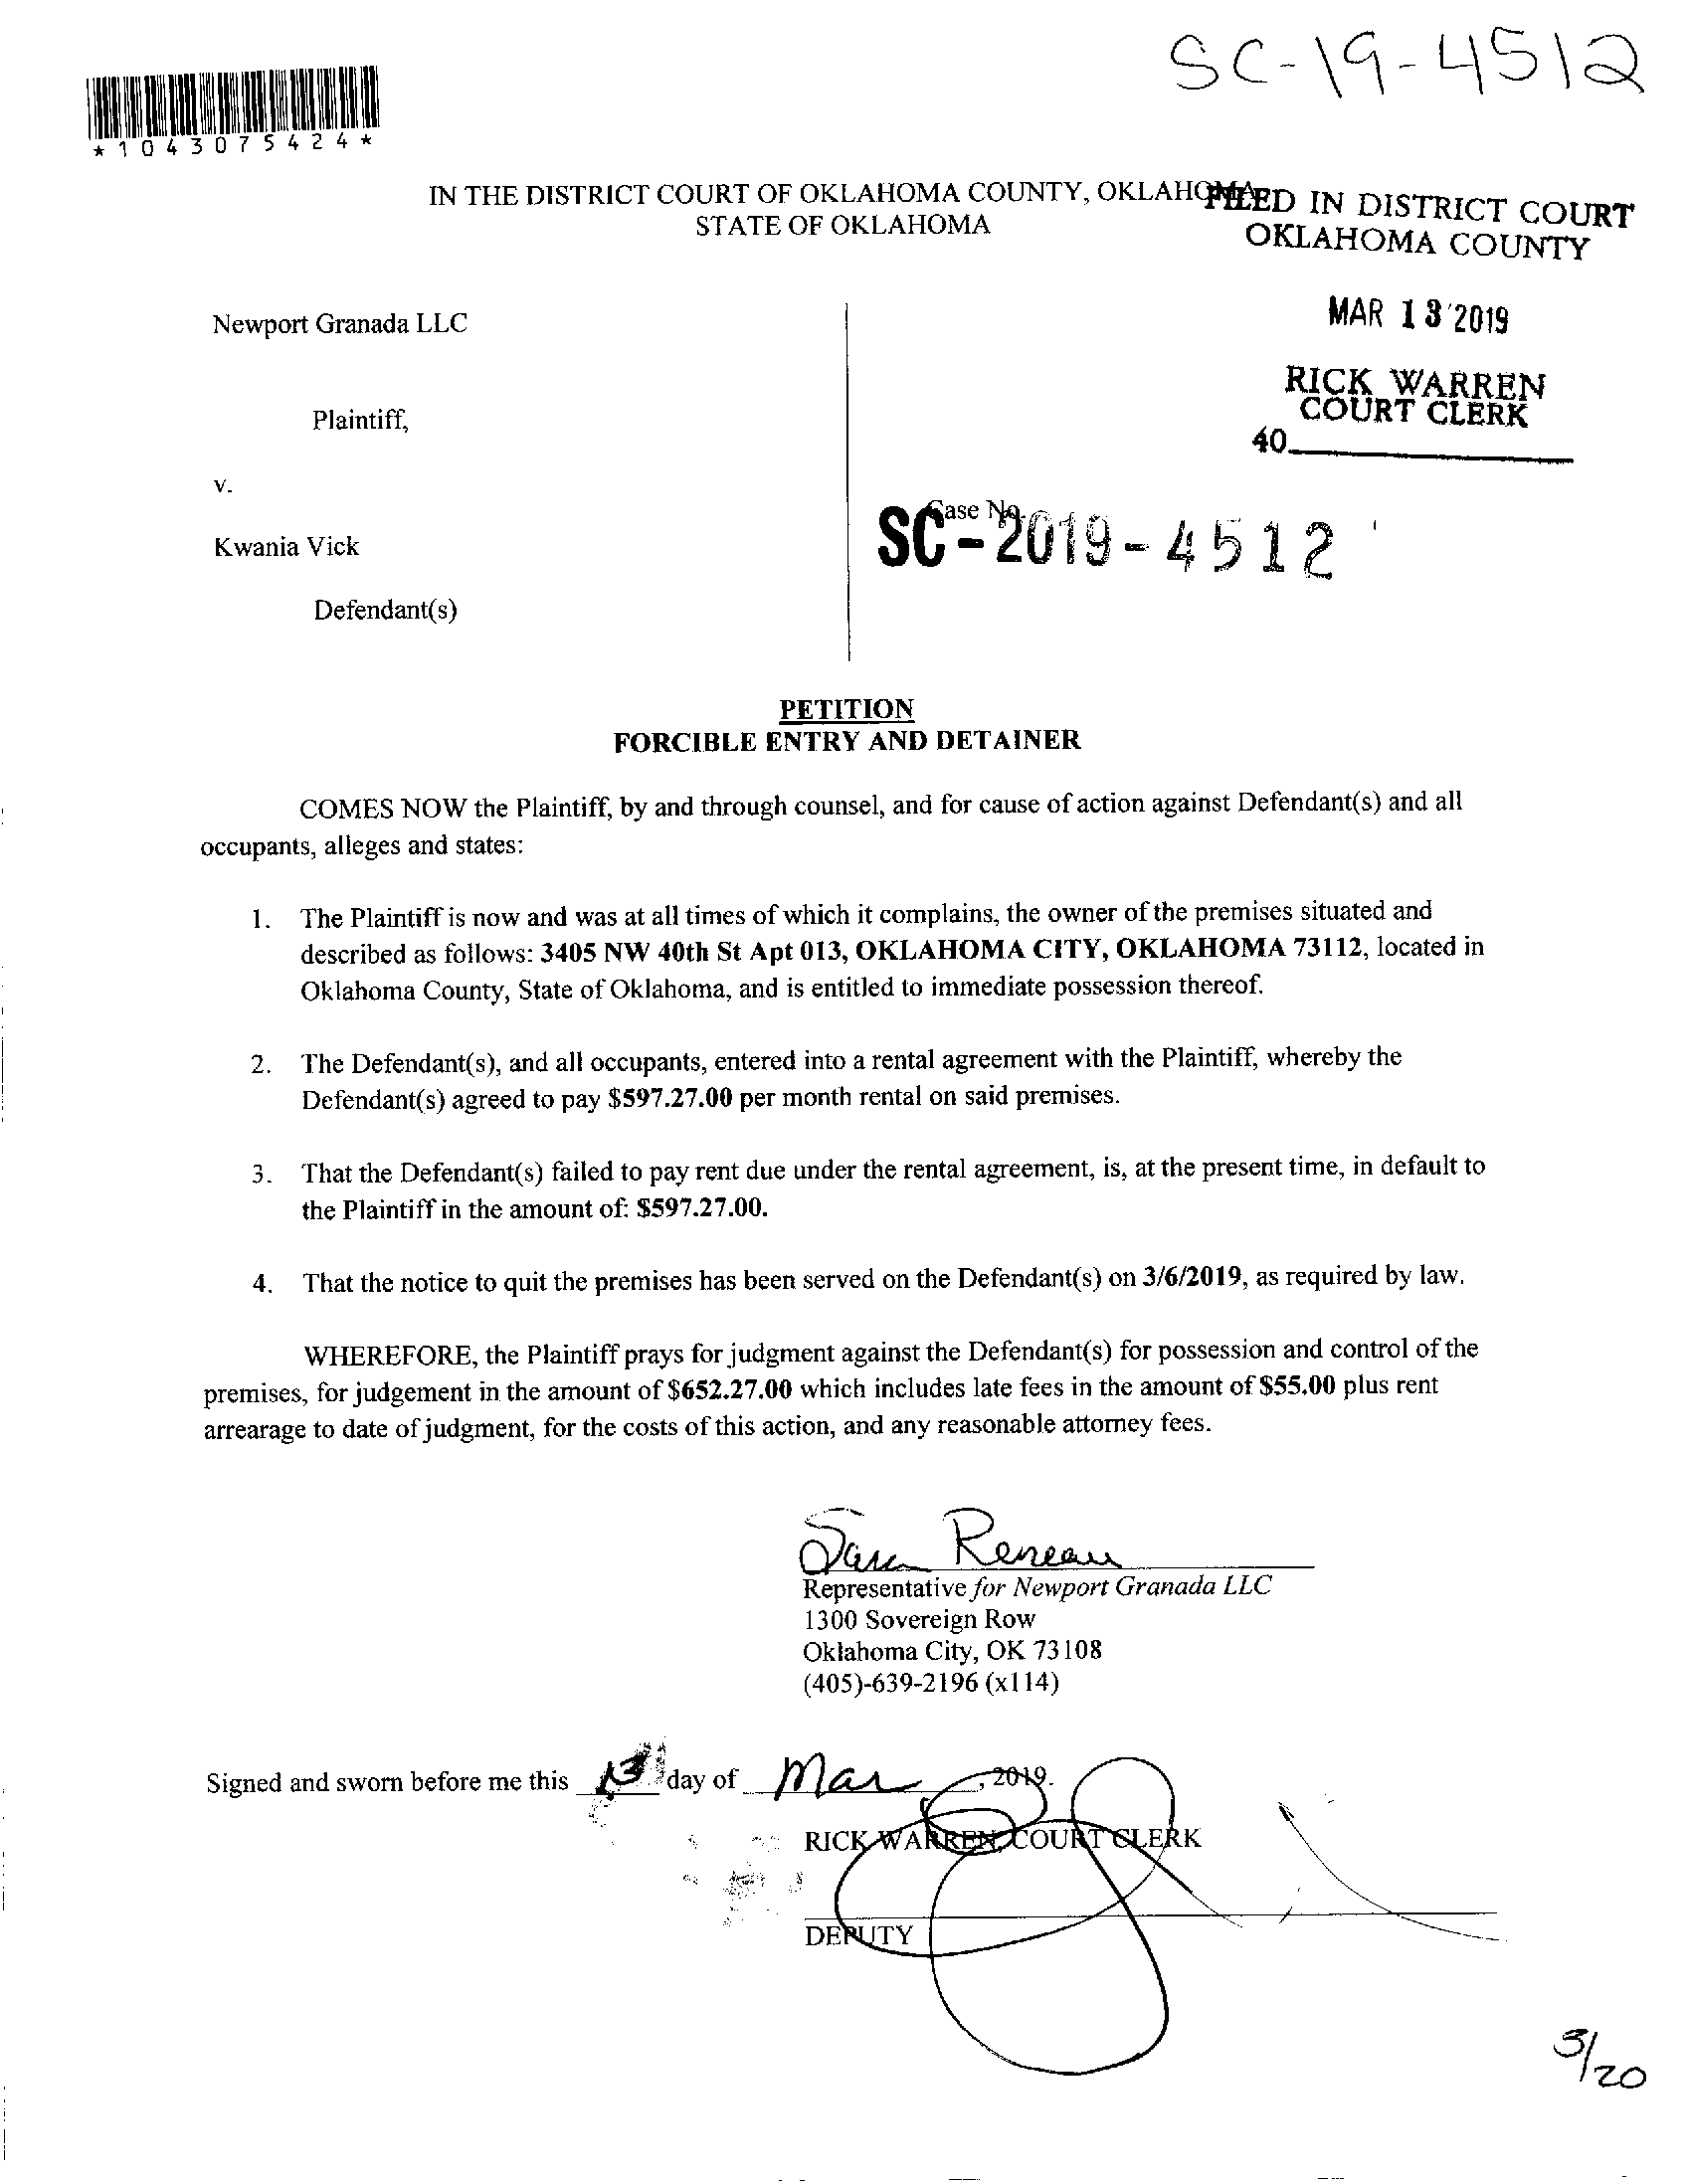 SC-19-4512
*1043075424*
IN THE DISTRICT COURT OF OKLAHOMA COUNTY, OKLAHOMA
STATE OF OKLAHOMA
FILED IN DISTRICT COURT
OKLAHOMA COUNTY
MAR 13 2019
RICK WARREN
COURT CLERK
40
Newport Granada LLC
Plaintiff,
v.
Case No.
SC-2019-4512
Kwania Vick
Defendant(s)
PETITION
FORCIBLE ENTRY AND DETAINER
COMES NOW the Plaintiff, by and through counsel, and for cause of action against Defendant(s) and all
occupants, alleges and states:
1. The Plaintiff is now and was at all times of which it complains, the owner of the premises situated and
described as follows: 3405 NW 40th St Apt 013, OKLAHOMA CITY, OKLAHOMA 73112, located in
Oklahoma County, State of Oklahoma, and is entitled to immediate possession thereof.
2. The Defendant(s), and all occupants, entered into a rental agreement with the Plaintiff, whereby the
Defendant(s) agreed to pay $597.27.00 per month rental on said premises.
3. That the Defendant(s) failed to pay rent due under the rental agreement, is, at the present time, in default to
the Plaintiff in the amount of: $597.27.00.
4. That the notice to quit the premises has been served on the Defendant(s) on 3/6/2019, as required by law.
WHEREFORE, the Plaintiff prays for judgment against the Defendant(s) for possession and control of the
premises, for judgement in the amount of $652.27.00 which includes late fees in the amount of $55.00 plus rent
arrearage to date of judgment, for the costs of this action, and any reasonable attorney fees.
Sara Reneau
Representative for Newport Granada LLC
1300 Sovereign Row
Oklahoma City, OK 73108
(405)-639-2196 (x114)
Signed and sworn before me this 13 day of Mar, 2019.
RICK WARREN, COURT CLERK
DEPUTY
3/20